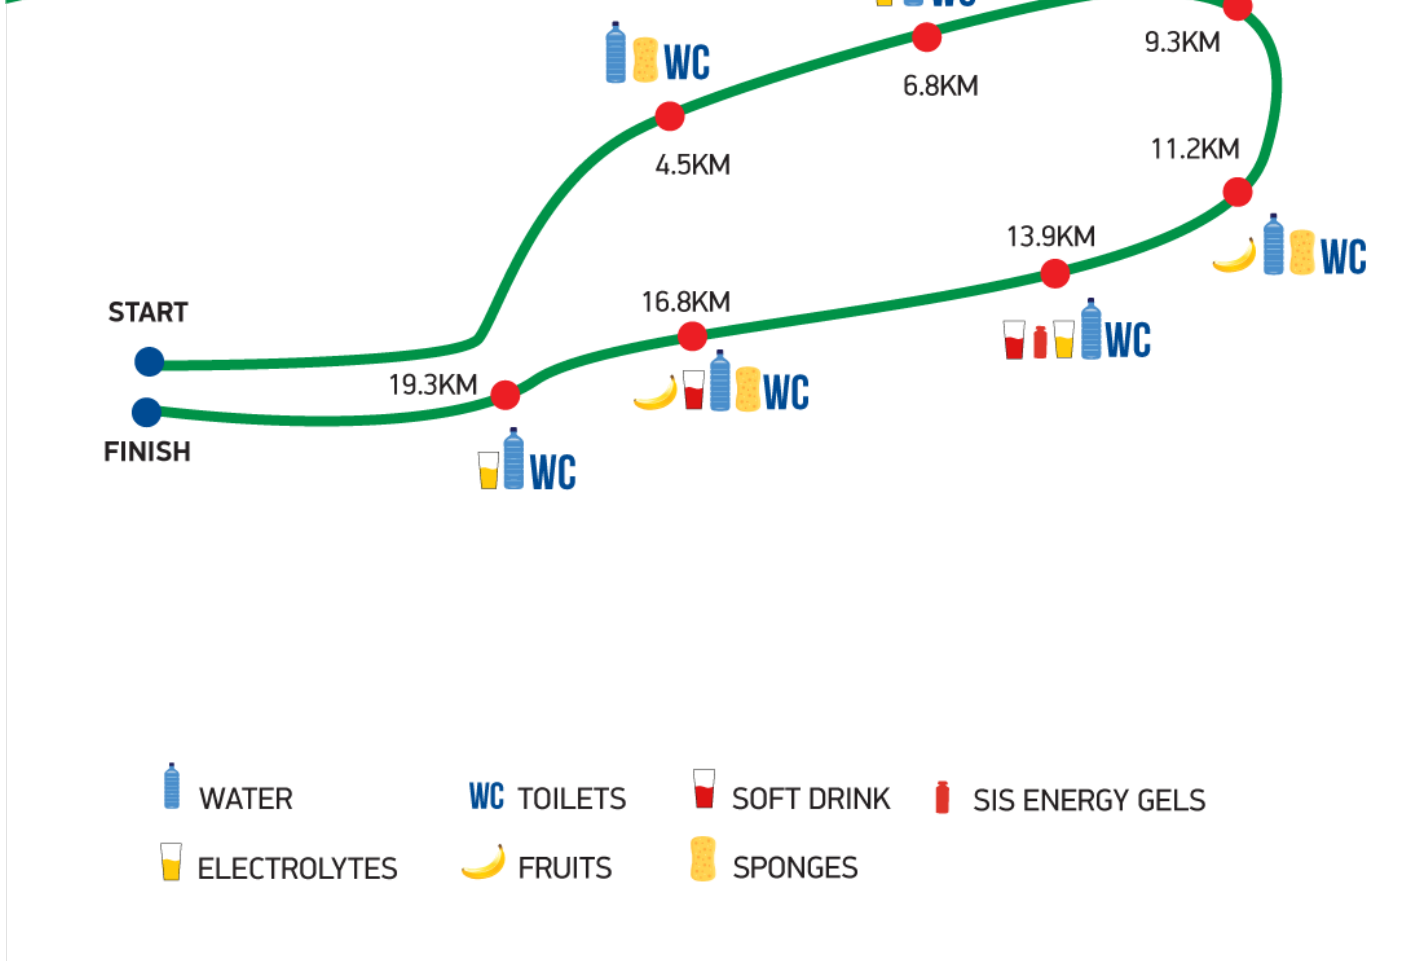 WC
WC
9.3KM
6.8KM
4.5KM
11.2KM
WC
13.9KM
WC
16.8KM
WC
START
19.3KM
FINISH
WC
WATER
WC TOILETS
SOFT DRINK
SIS ENERGY GELS
ELECTROLYTES
FRUITS
SPONGES